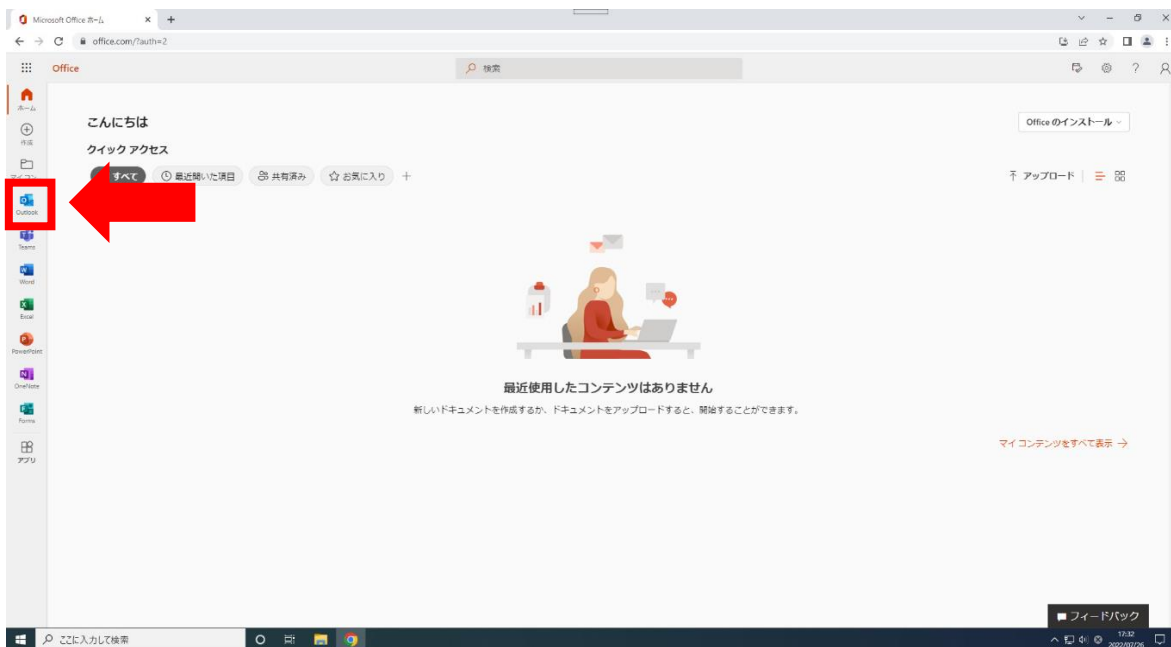 Microsoft Office ホーム
office.com/?auth=2
Office
検索
ホーム
こんにちは
Office のインストール
作成
クイック アクセス
マイ コン
すべて
最近開いた項目
共有済み
お気に入り
アップロード
Outlook
Teams
Word
Excel
PowerPoint
OneNote
最近使用したコンテンツはありません
Forms
新しいドキュメントを作成するか、ドキュメントをアップロードすると、開始することができます。
マイ コンテンツをすべて表示 →
アプリ
フィードバック
ここに入力して検索
17:32
2022/07/26